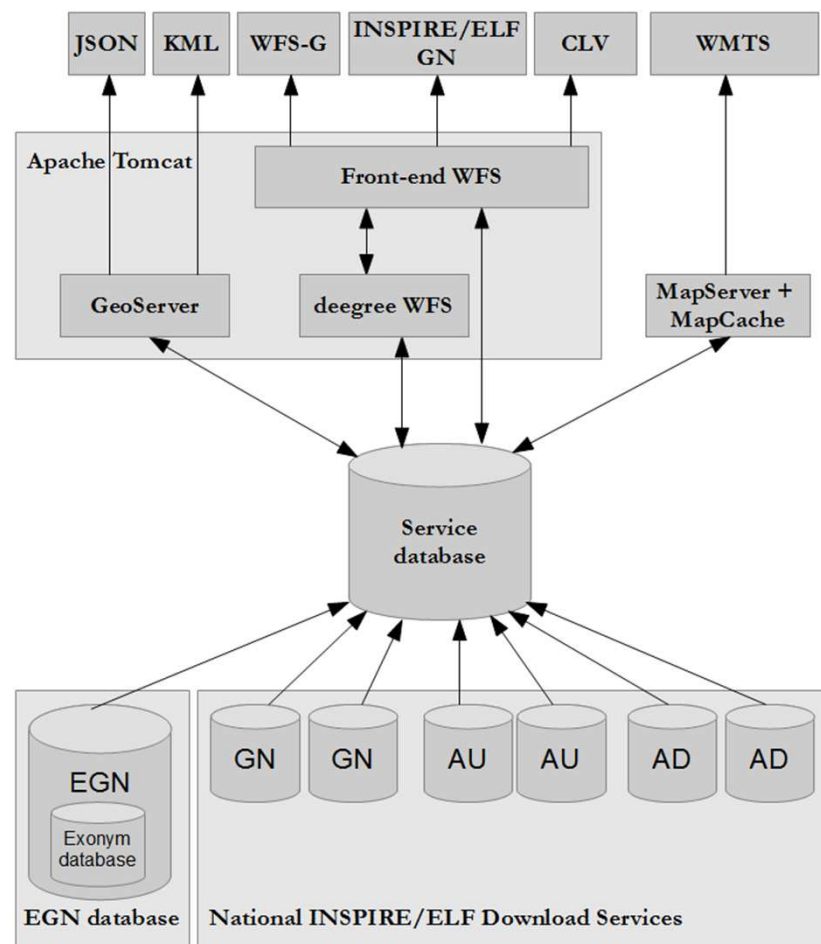 JSON
KML
WFS-G
INSPIRE/ELF
GN
CLV
WMTS
Apache Tomcat
Front-end WFS
GeoServer
deegree WFS
MapServer +
MapCache
Service
database
EGN
Exonym
database
EGN database
GN
GN
AU
AU
AD
AD
National INSPIRE/ELF Download Services